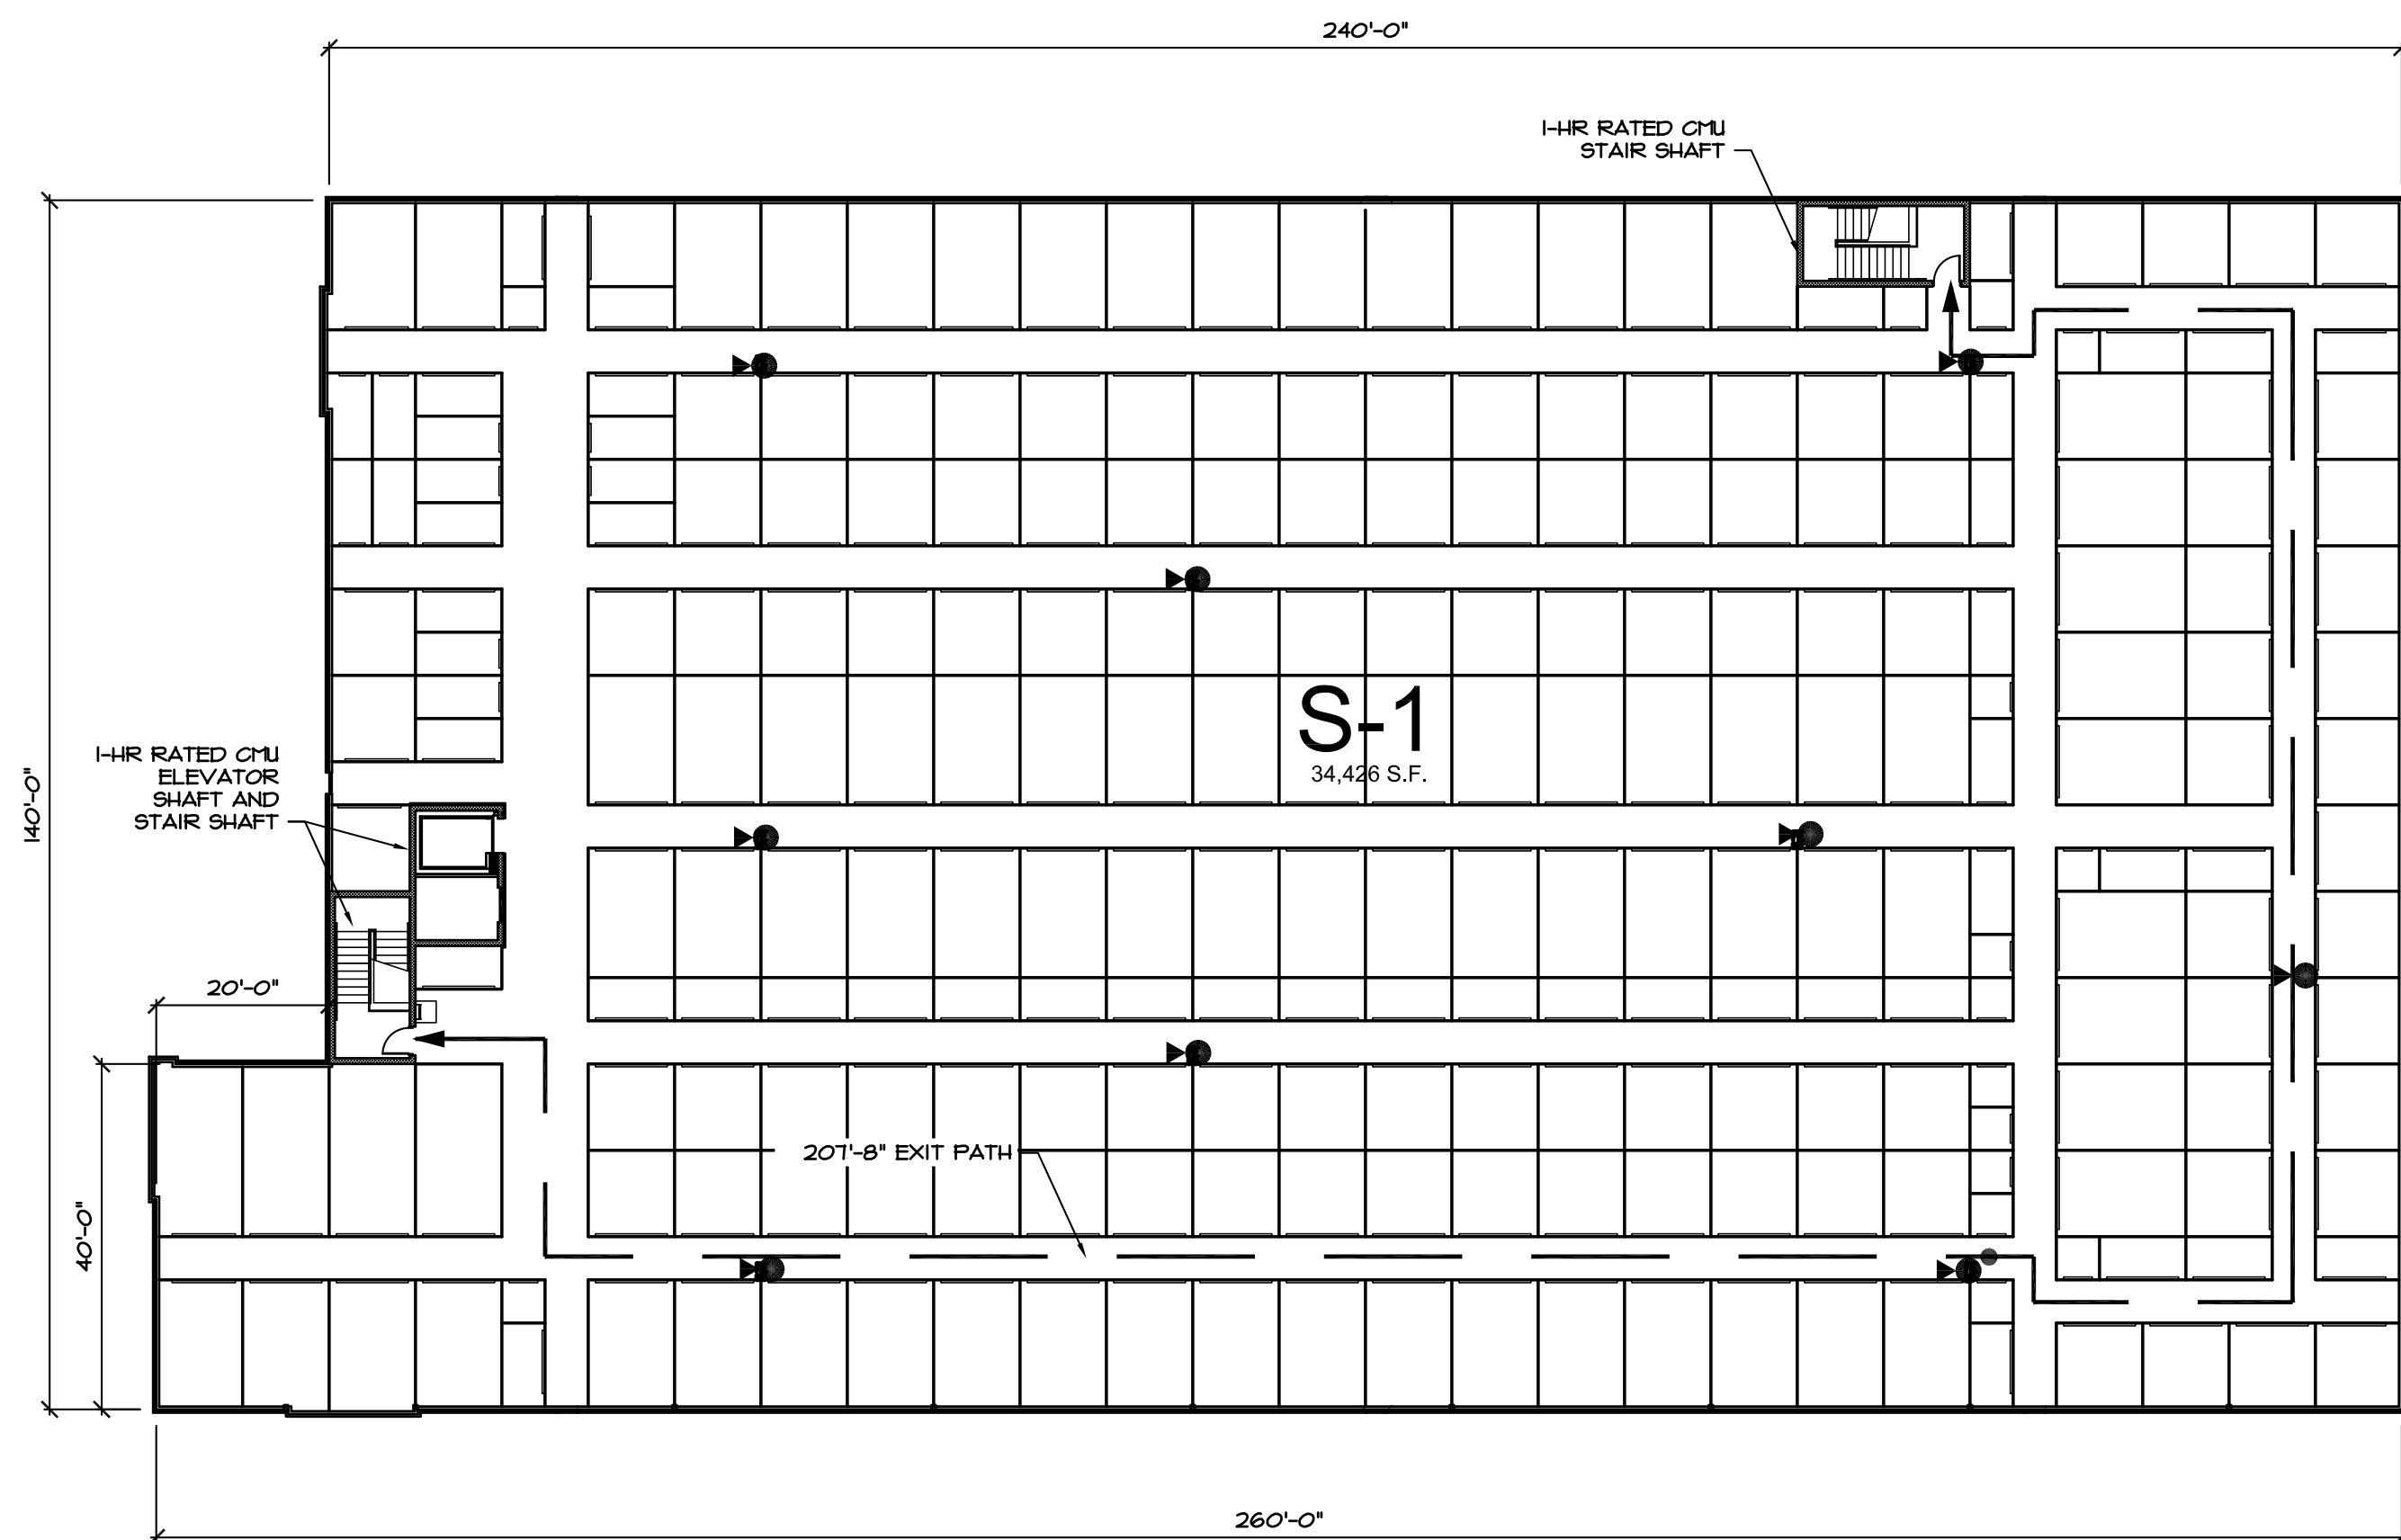 240'-0"
1-HR RATED CMU
STAIR SHAFT
140'-0"
S-1
34,426 S.F.
1-HR RATED CMU
ELEVATOR
SHAFT AND
STAIR SHAFT
20'-0"
40'-0"
207'-8" EXIT PATH
260'-0"